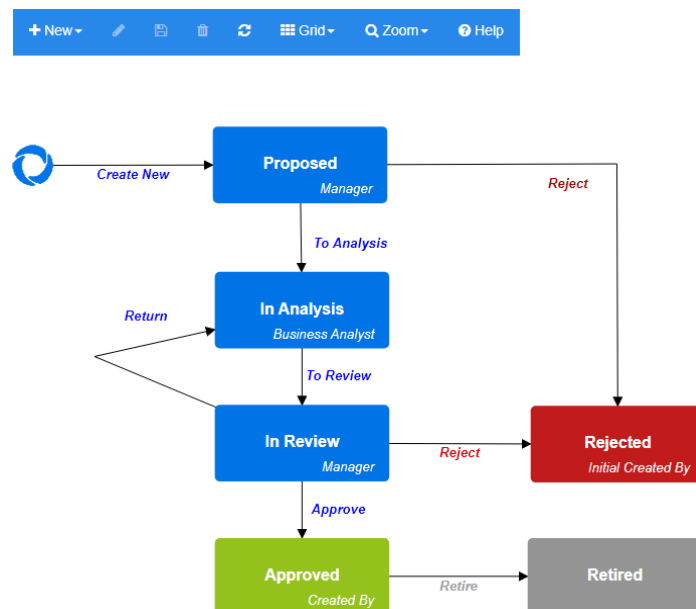 New
Grid
Zoom
Help
Proposed
Manager
Create New
Reject
To Analysis
In Analysis
Business Analyst
Return
To Review
In Review
Manager
Reject
Rejected
Initial Created By
Approve
Approved
Created By
Retire
Retired